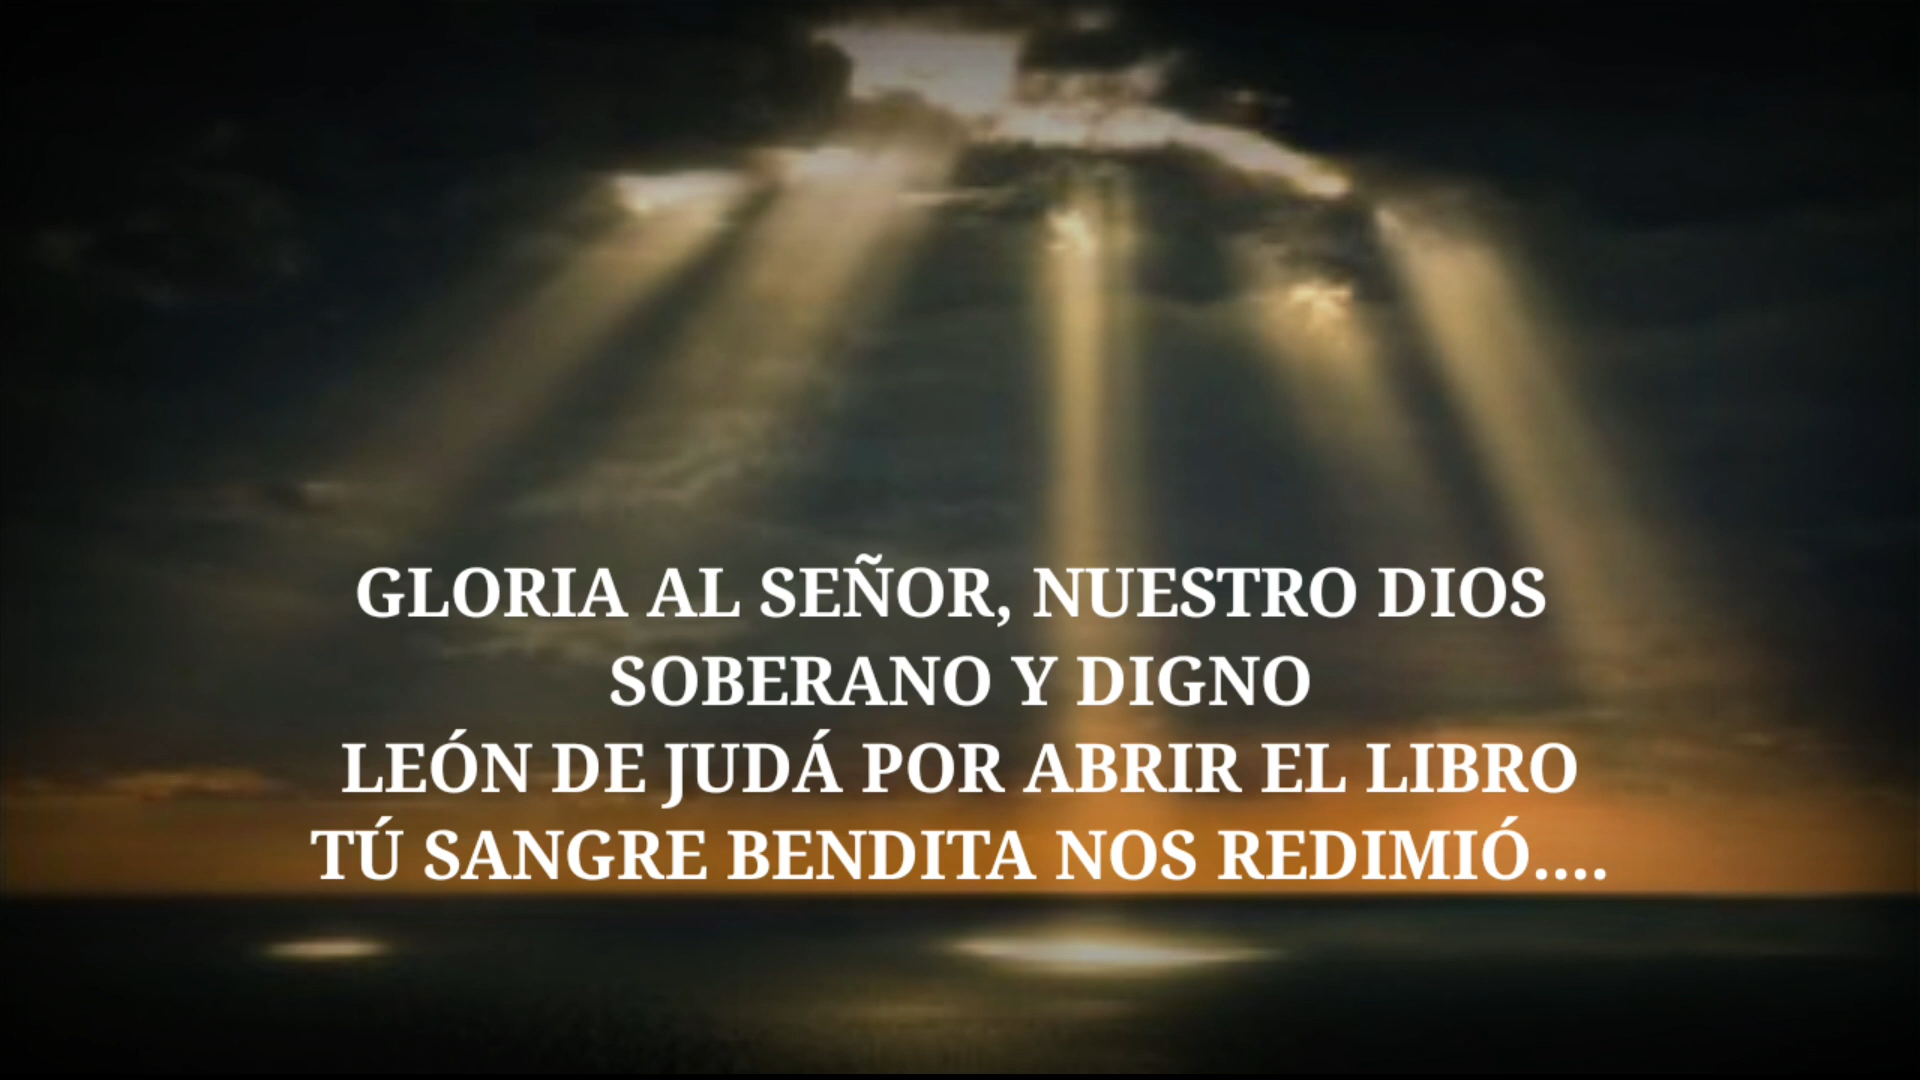 GLORIA AL SEÑOR, NUESTRO DIOS
SOBERANO Y DIGNO
LEÓN DE JUDÁ POR ABRIR EL LIBRO
TÚ SANGRE BENDITA NOS REDIMIÓ....